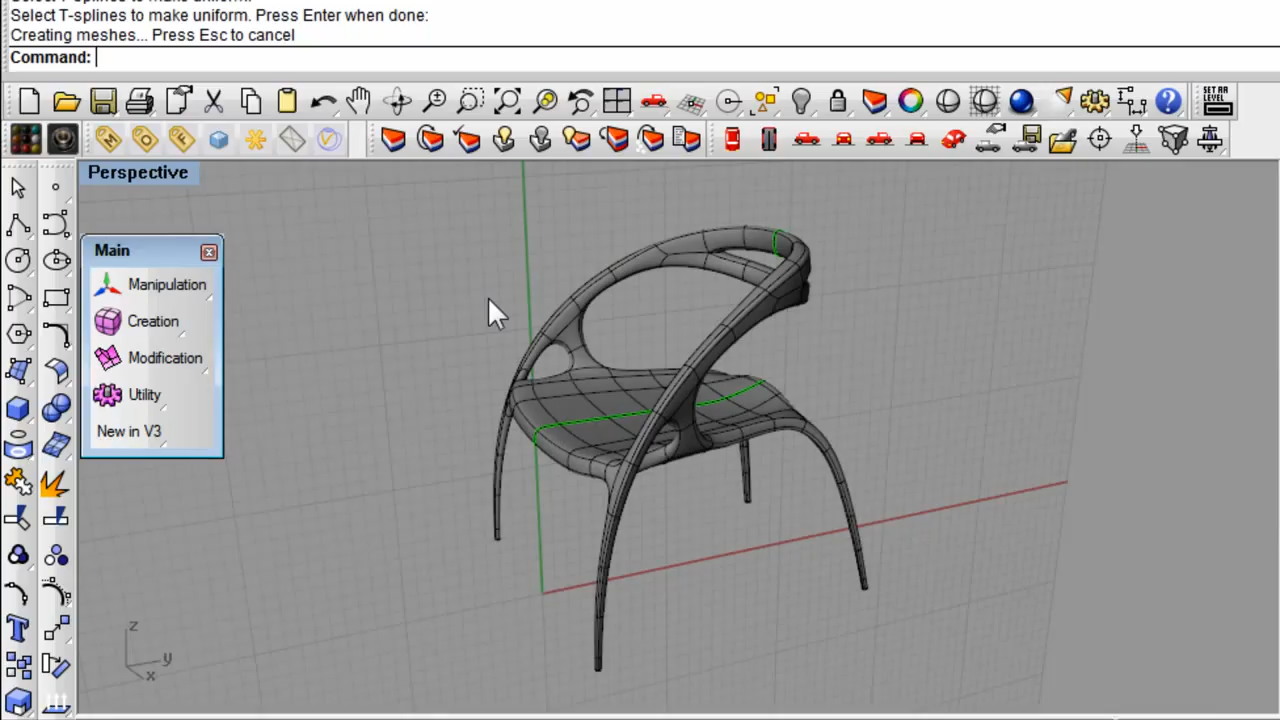 Select T-splines to make uniform. Press Enter when done:
Creating meshes... Press Esc to cancel
Command:
SET AA
LEVEL
Perspective
Main
Manipulation
Creation
Modification
Utility
New in V3
z
y
x